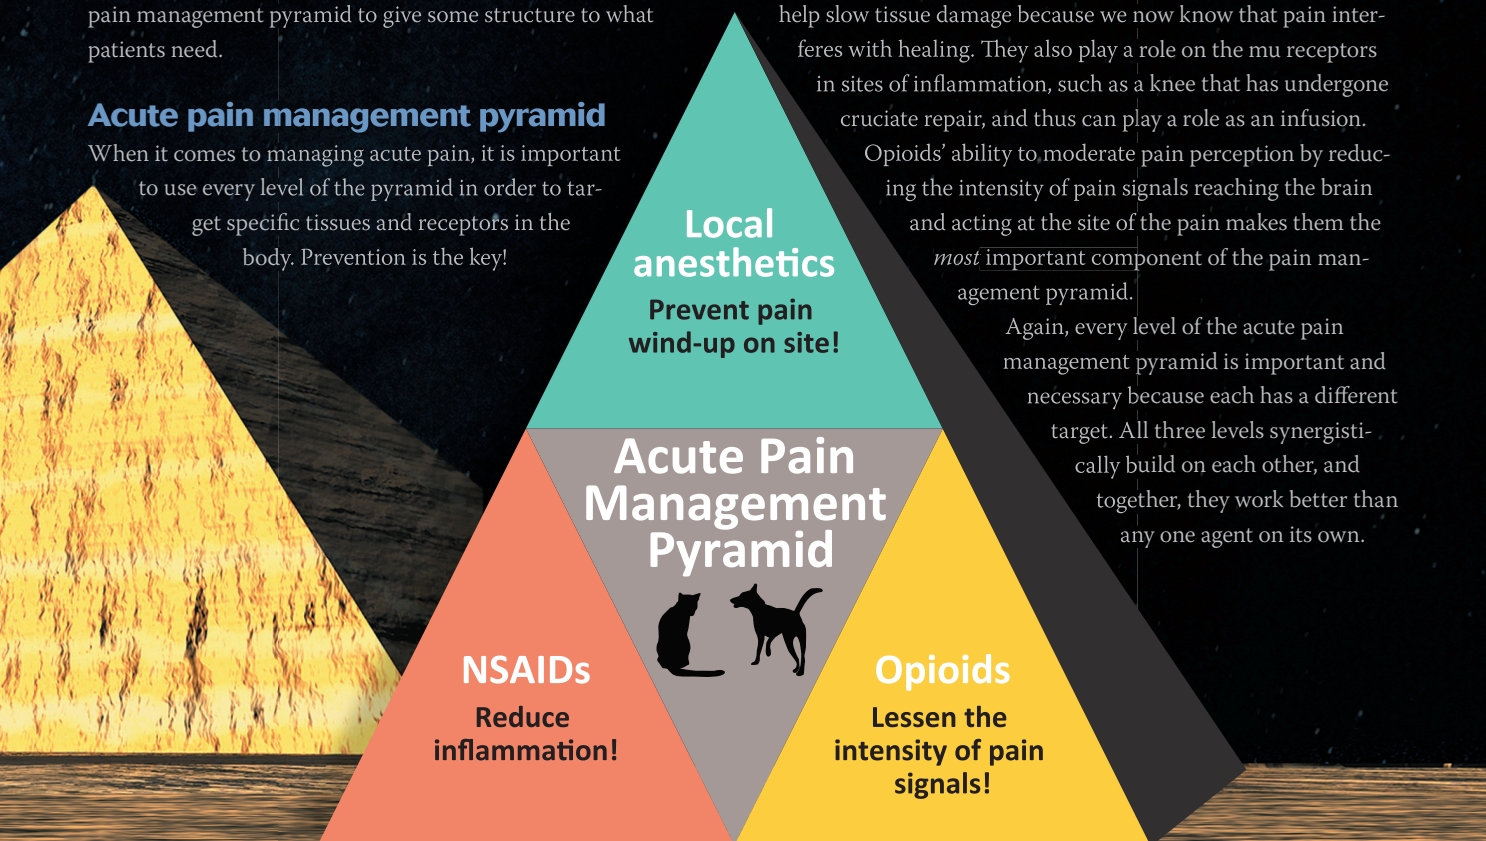 pain management pyramid to give some structure to what
patients need.
Acute pain management pyramid
When it comes to managing acute pain, it is important
to use every level of the pyramid in order to tar-
get specific tissues and receptors in the
body. Prevention is the key!
Local
anesthetics
Prevent pain
wind-up on site!
Acute Pain
Management
Pyramid
NSAIDs
Reduce
inflammation!
Opioids
Lessen the
intensity of pain
signals!
help slow tissue damage because we now know that pain inter-
feres with healing. They also play a role on the mu receptors
in sites of inflammation, such as a knee that has undergone
cruciate repair, and thus can play a role as an infusion.
Opioids’ ability to moderate pain perception by reduc-
ing the intensity of pain signals reaching the brain
and acting at the site of the pain makes them the
most important component of the pain man-
agement pyramid.
Again, every level of the acute pain
management pyramid is important and
necessary because each has a different
target. All three levels synergisti-
cally build on each other, and
together, they work better than
any one agent on its own.